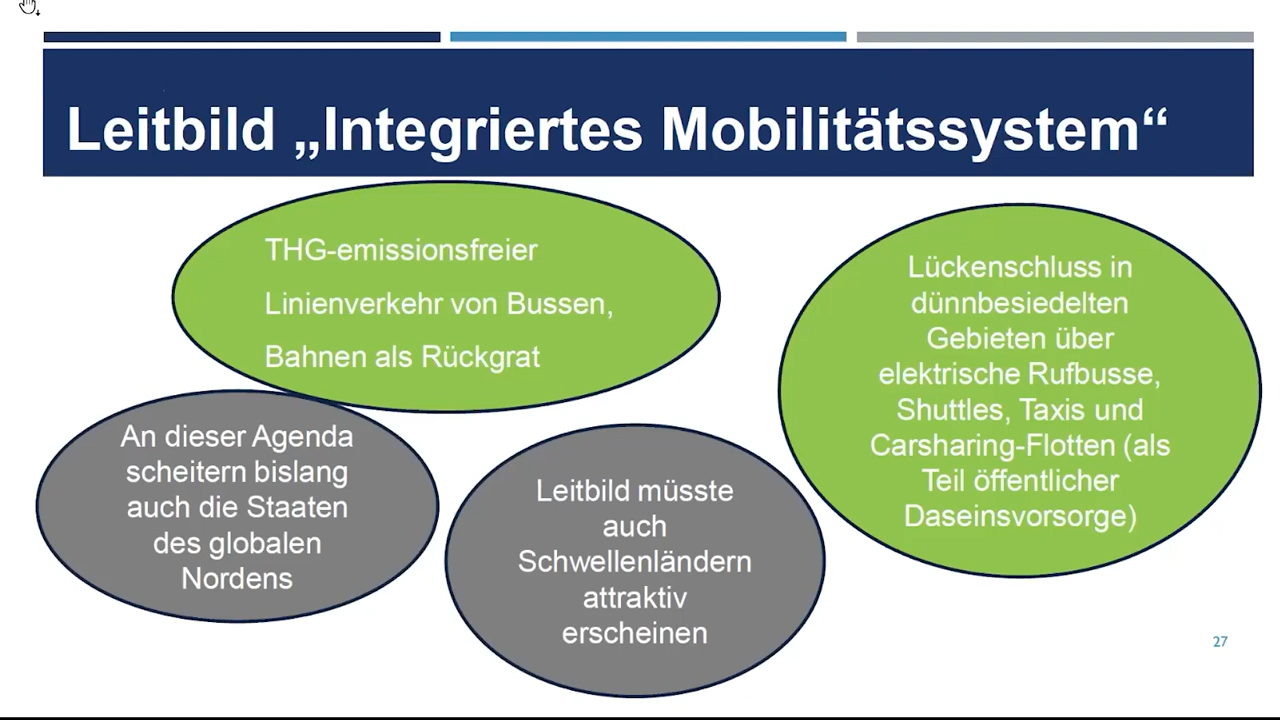 Leitbild „Integriertes Mobilitätssystem“
THG-emissionsfreier
Linienverkehr von Bussen,
Bahnen als Rückgrat
Lückenschluss in
dünnbesiedelten
Gebieten über
elektrische Rufbusse,
Shuttles, Taxis und
Carsharing-Flotten (als
Teil öffentlicher
Daseinsvorsorge)
An dieser Agenda
scheitern bislang
auch die Staaten
des globalen
Nordens
Leitbild müsste
auch
Schwellenländern
attraktiv
erscheinen
27